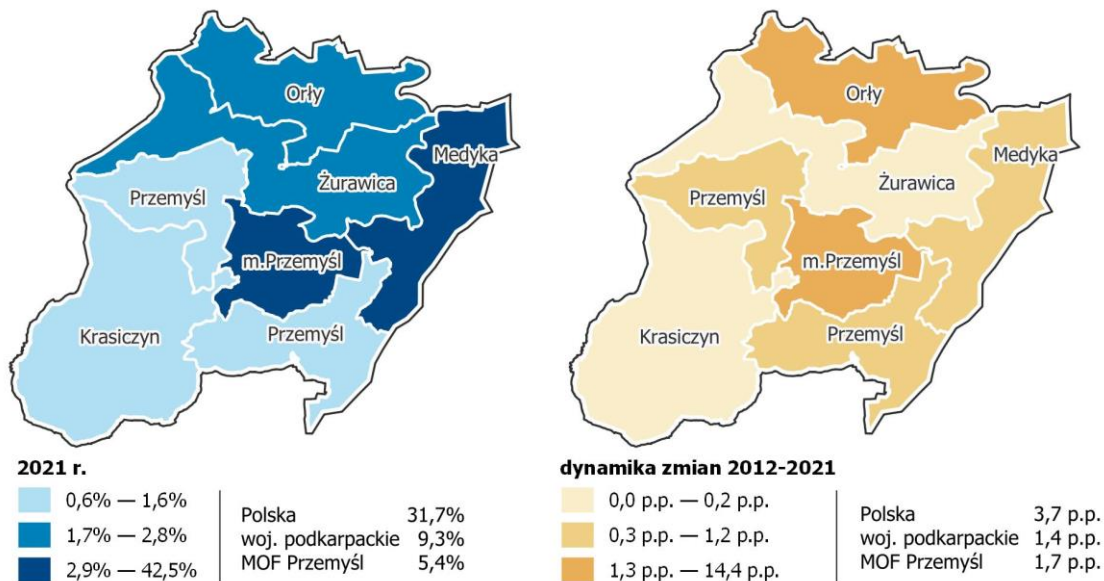 Orły
Medyka
Żurawica
Przemyśl
m.Przemyśl
Krasiczyn
Przemyśl
2021 r.
0,6% — 1,6%
1,7% — 2,8%
2,9% — 42,5%
Polska 31,7%
woj. podkarpackie 9,3%
MOF Przemyśl 5,4%
Orły
Medyka
Żurawica
Przemyśl
m.Przemyśl
Krasiczyn
Przemyśl
dynamika zmian 2012-2021
0,0 p.p. — 0,2 p.p.
0,3 p.p. — 1,2 p.p.
1,3 p.p. — 14,4 p.p.
Polska 3,7 p.p.
woj. podkarpackie 1,4 p.p.
MOF Przemyśl 1,7 p.p.